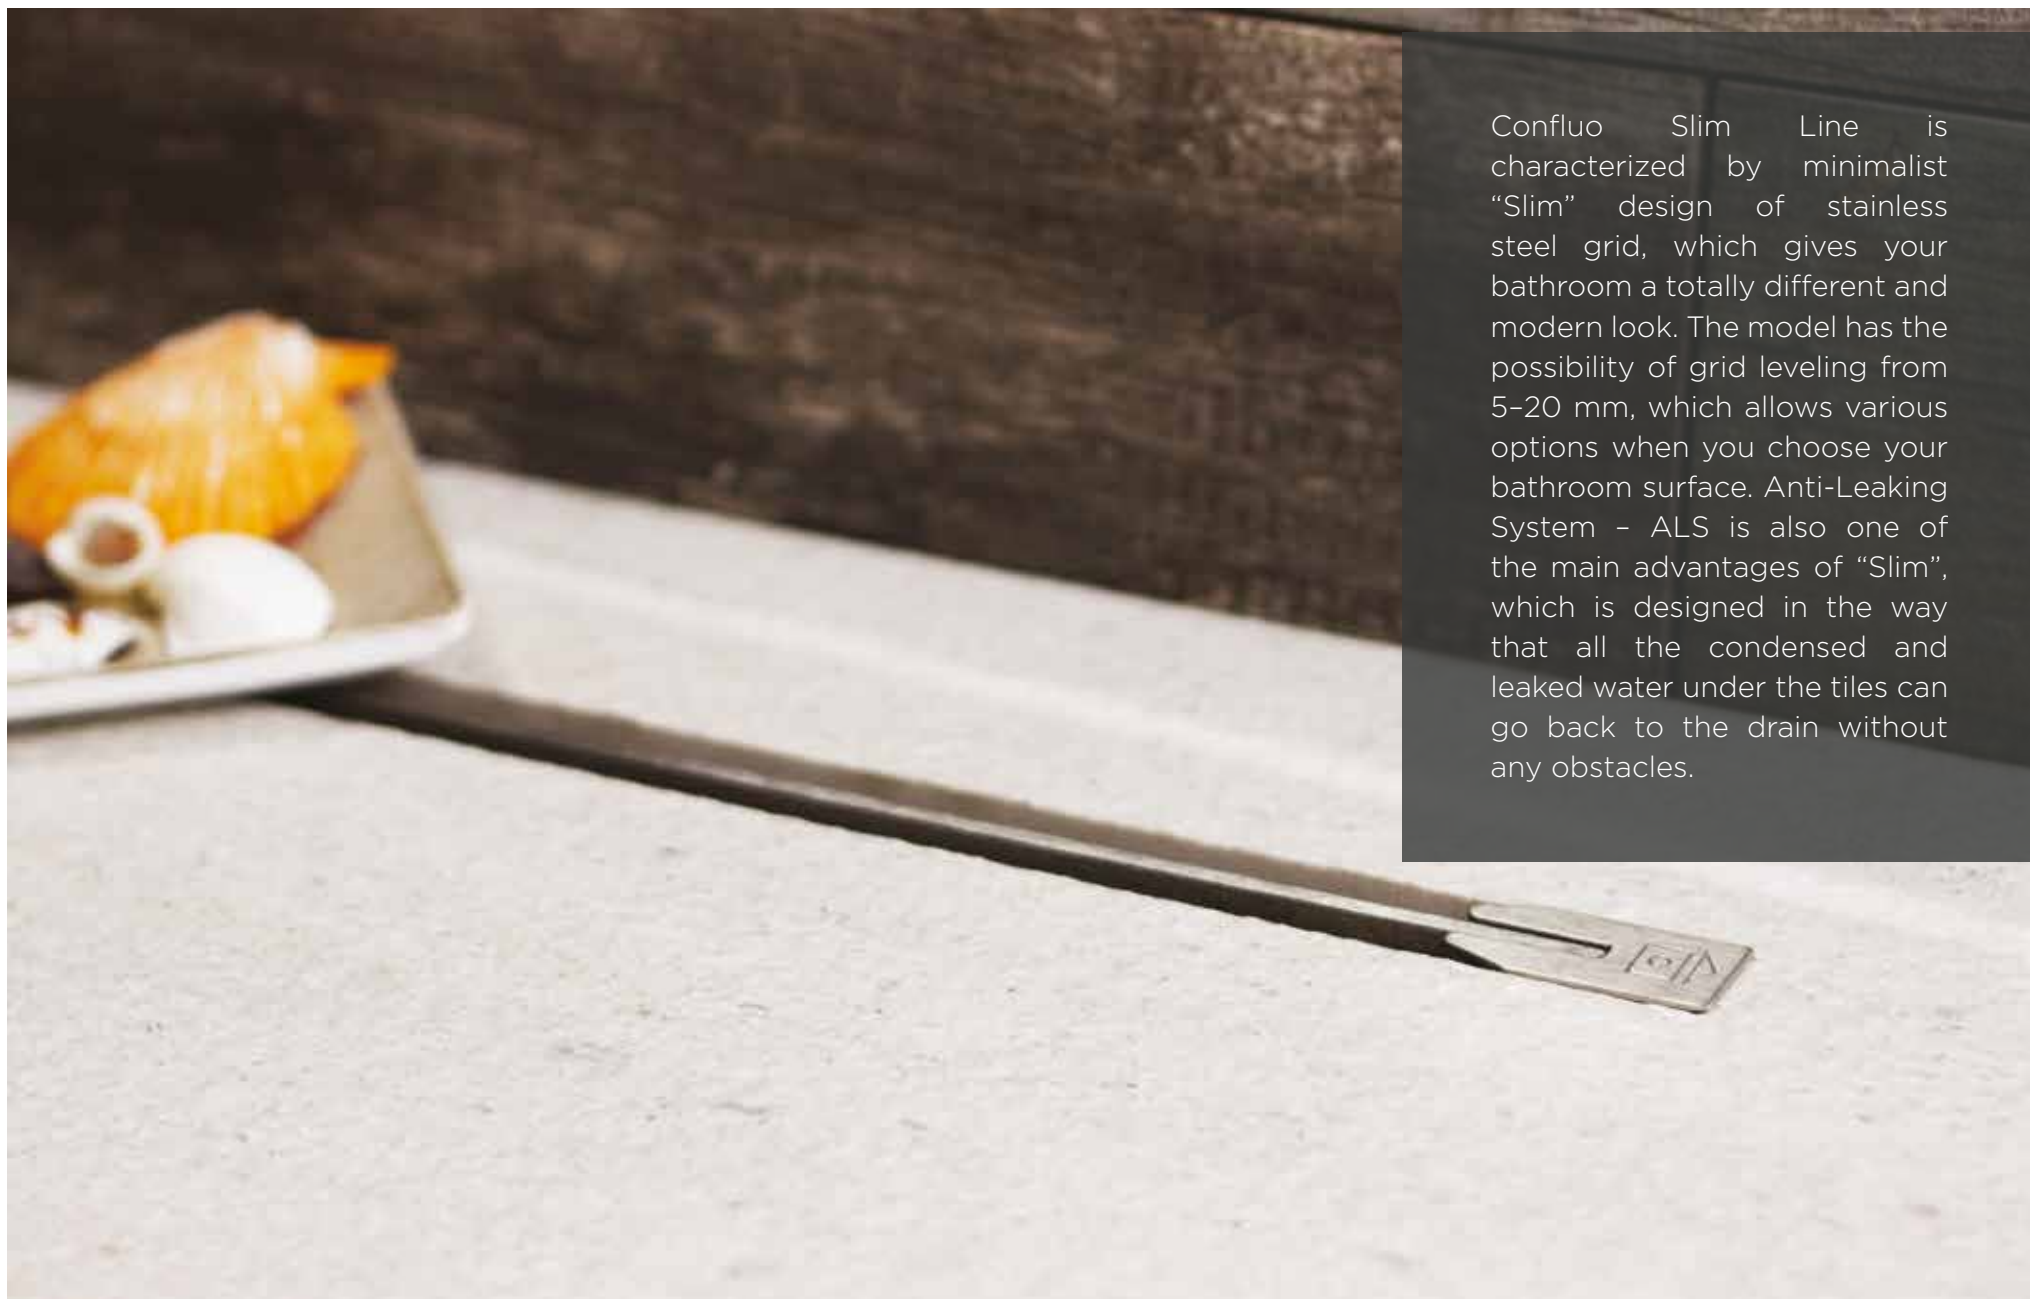 Confluo Slim Line is
characterized by minimalist
“Slim” design of stainless
steel grid, which gives your
bathroom a totally different and
modern look. The model has the
possibility of grid leveling from
5–20 mm, which allows various
options when you choose your
bathroom surface. Anti-Leaking
System – ALS is also one of
the main advantages of “Slim”,
which is designed in the way
that all the condensed and
leaked water under the tiles can
go back to the drain without
any obstacles.